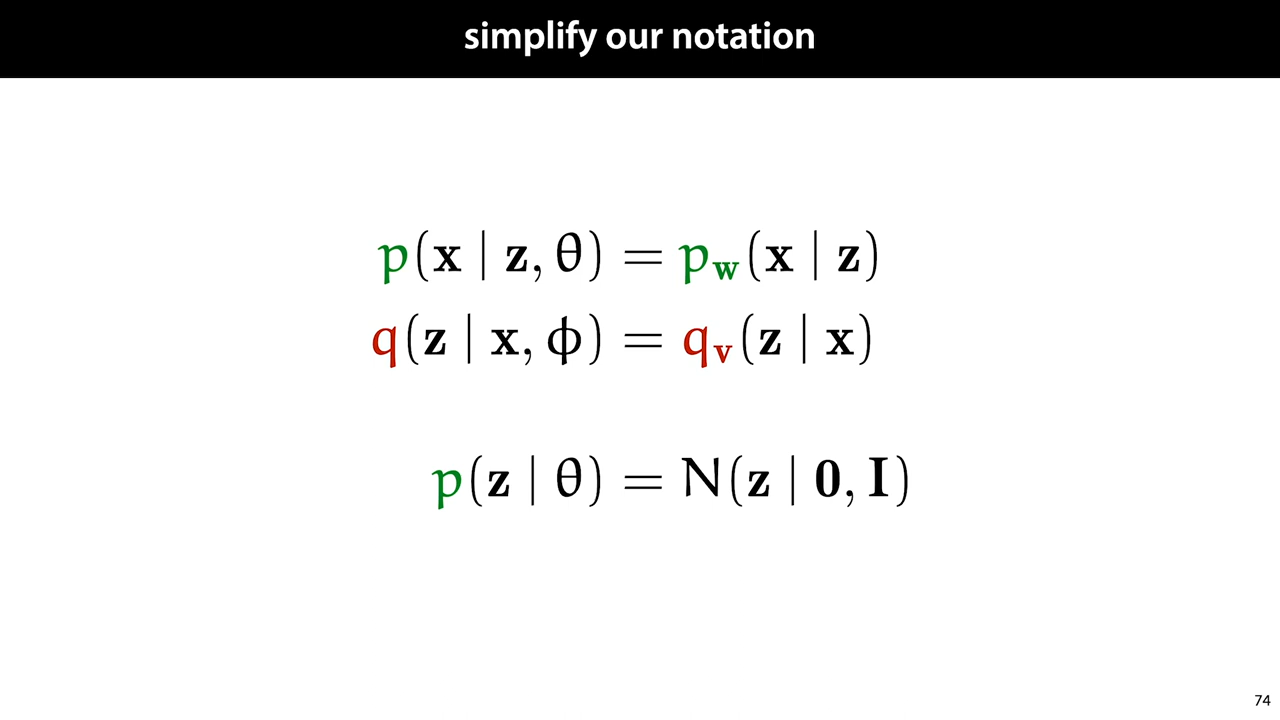 simplify our notation
p(x | z, θ) = p_w(x | z)
q(z | x, ϕ) = q_v(z | x)
p(z | θ) = N(z | 0, I)
74